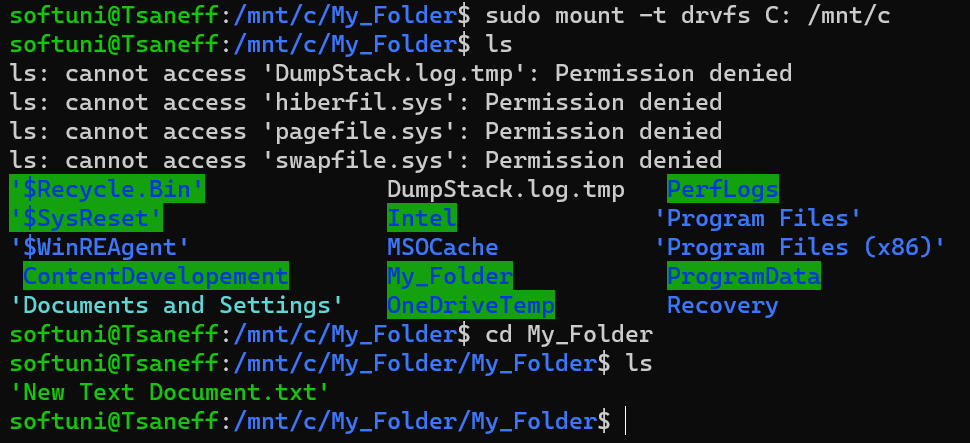 softuni@Tsaneff:/mnt/c/My_Folder$ sudo mount -t drvfs C: /mnt/c
softuni@Tsaneff:/mnt/c/My_Folder$ ls
ls: cannot access 'DumpStack.log.tmp': Permission denied
ls: cannot access 'hiberfil.sys': Permission denied
ls: cannot access 'pagefile.sys': Permission denied
ls: cannot access 'swapfile.sys': Permission denied
'$Recycle.Bin' DumpStack.log.tmp PerfLogs
'$SysReset' Intel 'Program Files'
'$WinREAgent' MSOCache 'Program Files (x86)'
ContentDevelopement My_Folder ProgramData
'Documents and Settings' OneDriveTemp Recovery
softuni@Tsaneff:/mnt/c/My_Folder$ cd My_Folder
softuni@Tsaneff:/mnt/c/My_Folder/My_Folder$ ls
'New Text Document.txt'
softuni@Tsaneff:/mnt/c/My_Folder/My_Folder$